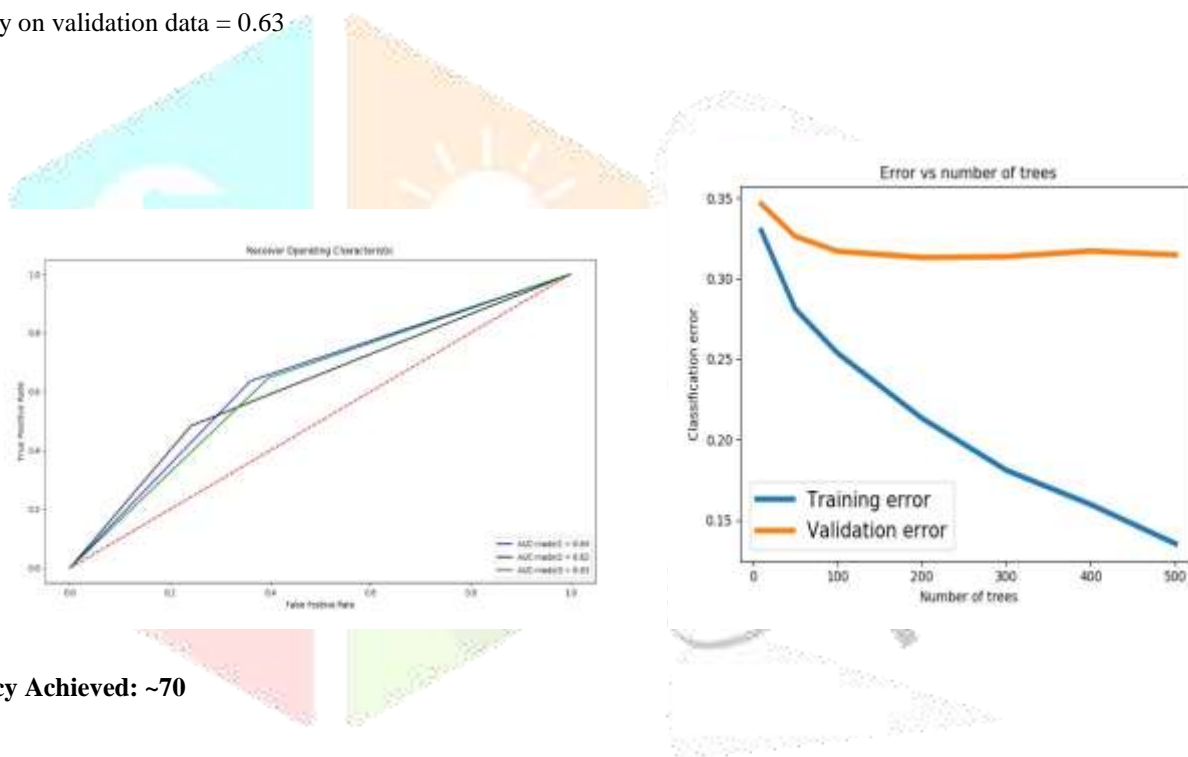 y on validation data = 0.63
Receiver Operating Characteristic
True Positive Rate
1.0
0.8
0.6
0.4
0.2
0.0
0.0 0.2 0.4 0.6 0.8 1.0
False Positive Rate
Error vs number of trees
Classification error
0.35
0.30
0.25
0.20
0.15
Training error
Validation error
0 100 200 300 400 500
Number of trees
cy Achieved: ~70